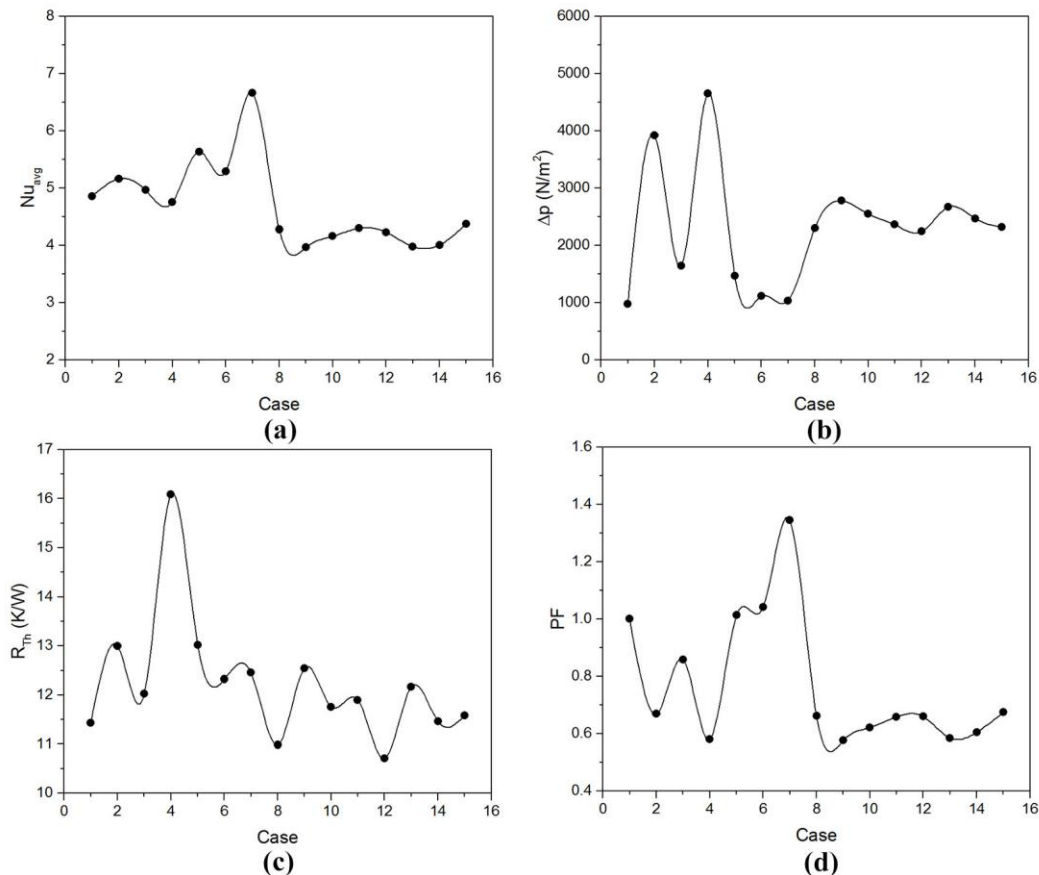 8
7
6
5
4
3
2
Nu_avg
0 2 4 6 8 10 12 14 16
Case
(a)
6000
5000
4000
3000
2000
1000
0
Δp (N/m²)
0 2 4 6 8 10 12 14 16
Case
(b)
17
16
15
14
13
12
11
10
R_Th (K/W)
0 2 4 6 8 10 12 14 16
Case
(c)
1.6
1.4
1.2
1.0
0.8
0.6
0.4
PF
0 2 4 6 8 10 12 14 16
Case
(d)